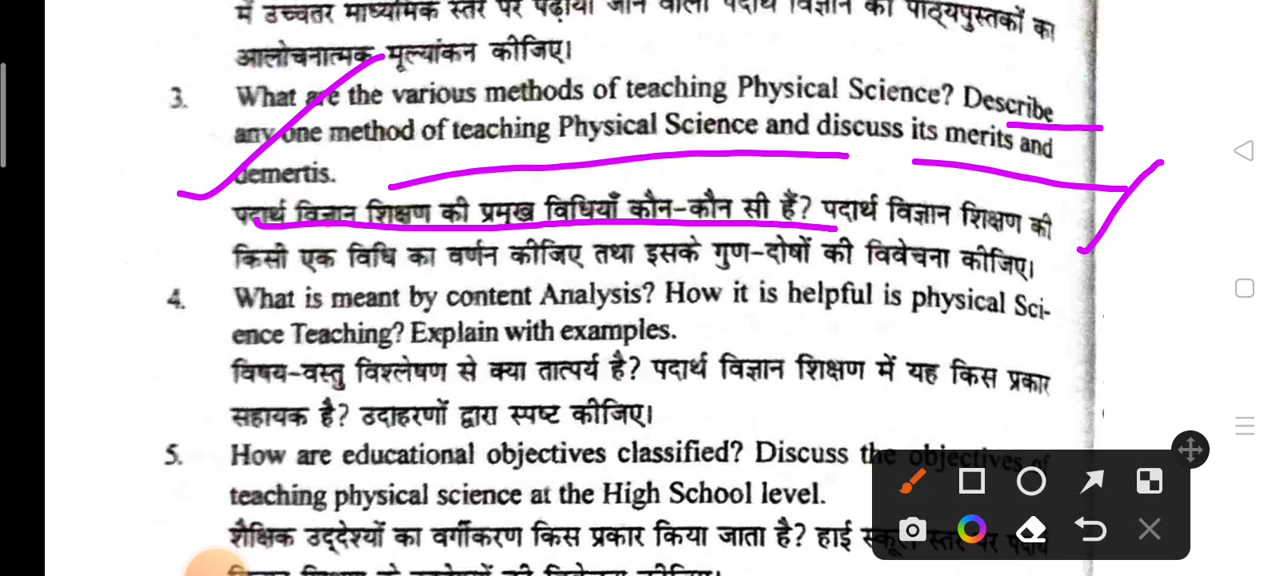 में उच्चतर माध्यमिक स्तर पर पढ़ाया जाने वाली पदार्थ विज्ञान की पाठ्यपुस्तकों का
आलोचनात्मक मूल्यांकन कीजिए।
3. What are the various methods of teaching Physical Science? Describe
any one method of teaching Physical Science and discuss its merits and
demertis.
पदार्थ विज्ञान शिक्षण की प्रमुख विधियाँ कौन-कौन सी हैं? पदार्थ विज्ञान शिक्षण की
किसी एक विधि का वर्णन कीजिए तथा इसके गुण-दोषों की विवेचना कीजिए।
4. What is meant by content Analysis? How it is helpful is physical Sci-
ence Teaching? Explain with examples.
विषय-वस्तु विश्लेषण से क्या तात्पर्य है? पदार्थ विज्ञान शिक्षण में यह किस प्रकार
सहायक है? उदाहरणों द्वारा स्पष्ट कीजिए।
5. How are educational objectives classified? Discuss the objectives of
teaching physical science at the High School level.
शैक्षिक उद्देश्यों का वर्गीकरण किस प्रकार किया जाता है? हाई स्कूल स्तर पर